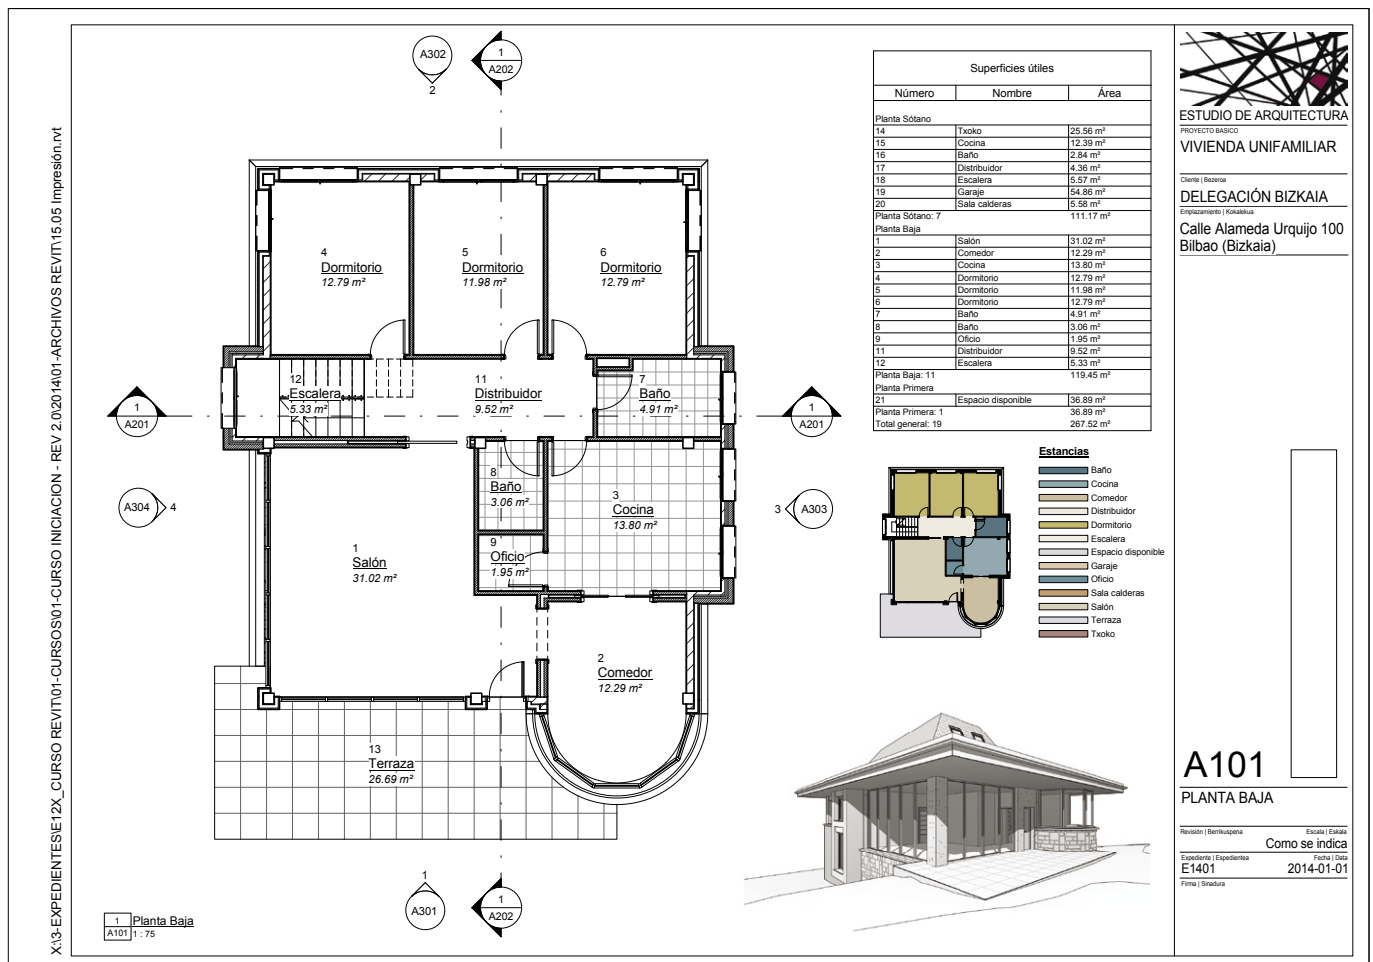 X:\3-EXPEDIENTES\E12X_CURSO REVIT\01-CURSOS\01-CURSO INICIACION - REV 2.0\2014\01-ARCHIVOS REVIT\15.05 Impresión.rvt
A302
2
1
A202
4
Dormitorio
12.79 m²
5
Dormitorio
11.98 m²
6
Dormitorio
12.79 m²
12
Escalera
5.33 m²
11
Distribuidor
9.52 m²
7
Baño
4.91 m²
1
A201
1
A201
8
Baño
3.06 m²
3
Cocina
13.80 m²
A304
4
3
A303
9
Oficio
1.95 m²
1
Salón
31.02 m²
2
Comedor
12.29 m²
13
Terraza
26.69 m²
1
A301
1
A202
1
A101
Planta Baja
1 : 75
Superficies útiles
Número Nombre Área
Planta Sótano
14 Txoko 25.56 m²
15 Cocina 12.39 m²
16 Baño 2.84 m²
17 Distribuidor 4.36 m²
18 Escalera 5.57 m²
19 Garaje 54.86 m²
20 Sala calderas 5.58 m²
Planta Sótano: 7 111.17 m²
Planta Baja
1 Salón 31.02 m²
2 Comedor 12.29 m²
3 Cocina 13.80 m²
4 Dormitorio 12.79 m²
5 Dormitorio 11.98 m²
6 Dormitorio 12.79 m²
7 Baño 4.91 m²
8 Baño 3.06 m²
9 Oficio 1.95 m²
11 Distribuidor 9.52 m²
12 Escalera 5.33 m²
Planta Baja: 11 119.45 m²
Planta Primera
21 Espacio disponible 36.89 m²
Planta Primera: 1 36.89 m²
Total general: 19 267.52 m²
Estancias
Baño
Cocina
Comedor
Distribuidor
Dormitorio
Escalera
Espacio disponible
Garaje
Oficio
Sala calderas
Salón
Terraza
Txoko
ESTUDIO DE ARQUITECTURA
PROYECTO BASICO
VIVIENDA UNIFAMILIAR
Cliente | Bezeroa
DELEGACIÓN BIZKAIA
Emplazamiento | Kokalekua
Calle Alameda Urquijo 100
Bilbao (Bizkaia)
A101
PLANTA BAJA
Revisión | Berrikuspena Escala | Eskala
Como se indica
Expediente | Espedientea Fecha | Data
E1401 2014-01-01
Firma | Sinadura